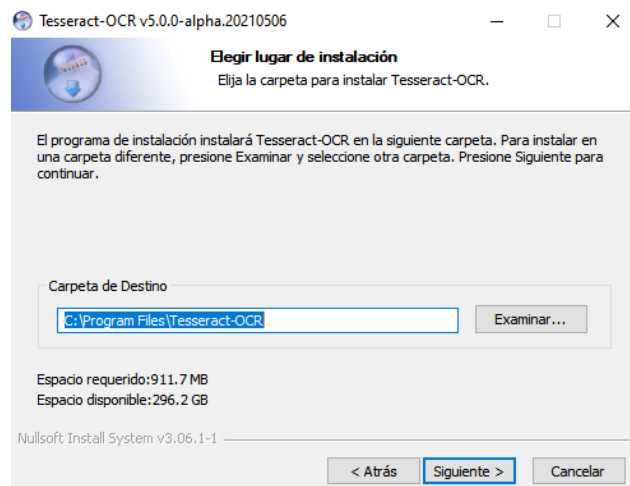 Tesseract-OCR v5.0.0-alpha.20210506
Elegir lugar de instalación
Elija la carpeta para instalar Tesseract-OCR.
El programa de instalación instalará Tesseract-OCR en la siguiente carpeta. Para instalar en
una carpeta diferente, presione Examinar y seleccione otra carpeta. Presione Siguiente para
continuar.
Carpeta de Destino
C:\Program Files\Tesseract-OCR
Examinar...
Espacio requerido:911.7 MB
Espacio disponible:296.2 GB
Nullsoft Install System v3.06.1-1
< Atrás Siguiente > Cancelar